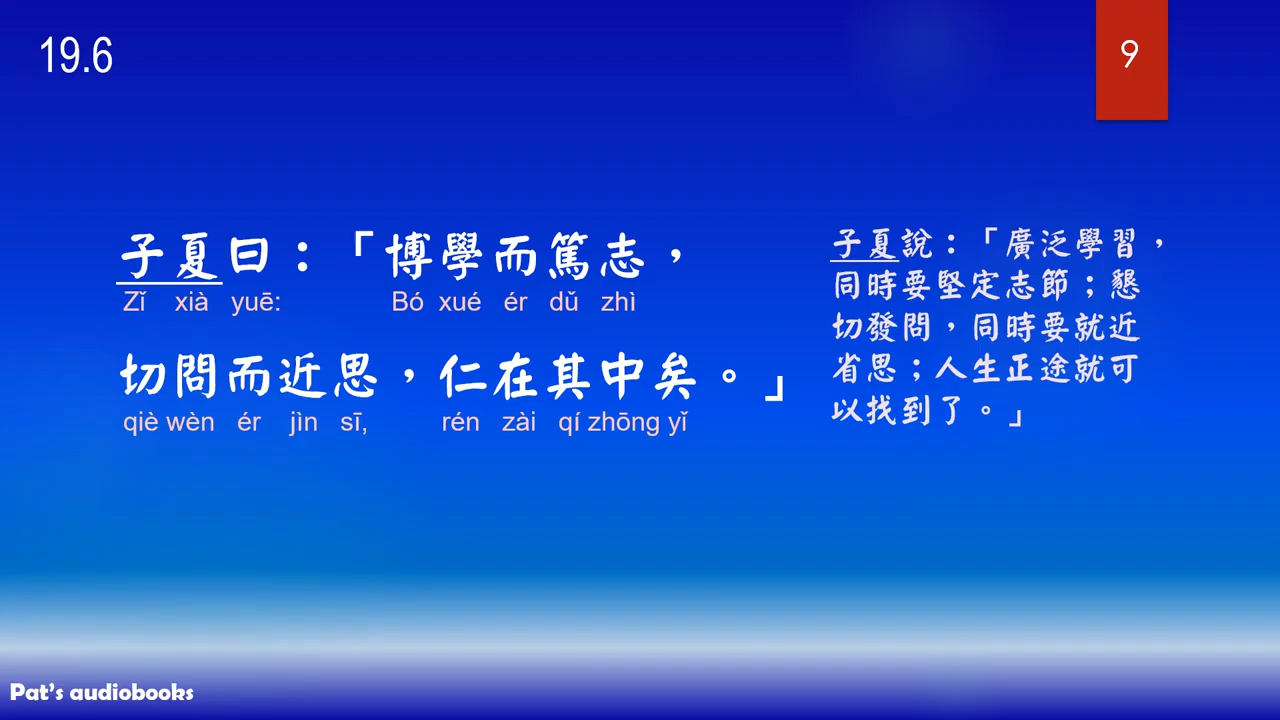 19.6
9
子夏曰：「博學而篤志，
Zǐ xià yuē: Bó xué ér dǔ zhì
切問而近思，仁在其中矣。」
qiè wèn ér jìn sī, rén zài qí zhōng yǐ
子夏說：「廣泛學習，
同時要堅定志節；懇
切發問，同時要就近
省思；人生正途就可
以找到了。」
Pat's audiobooks